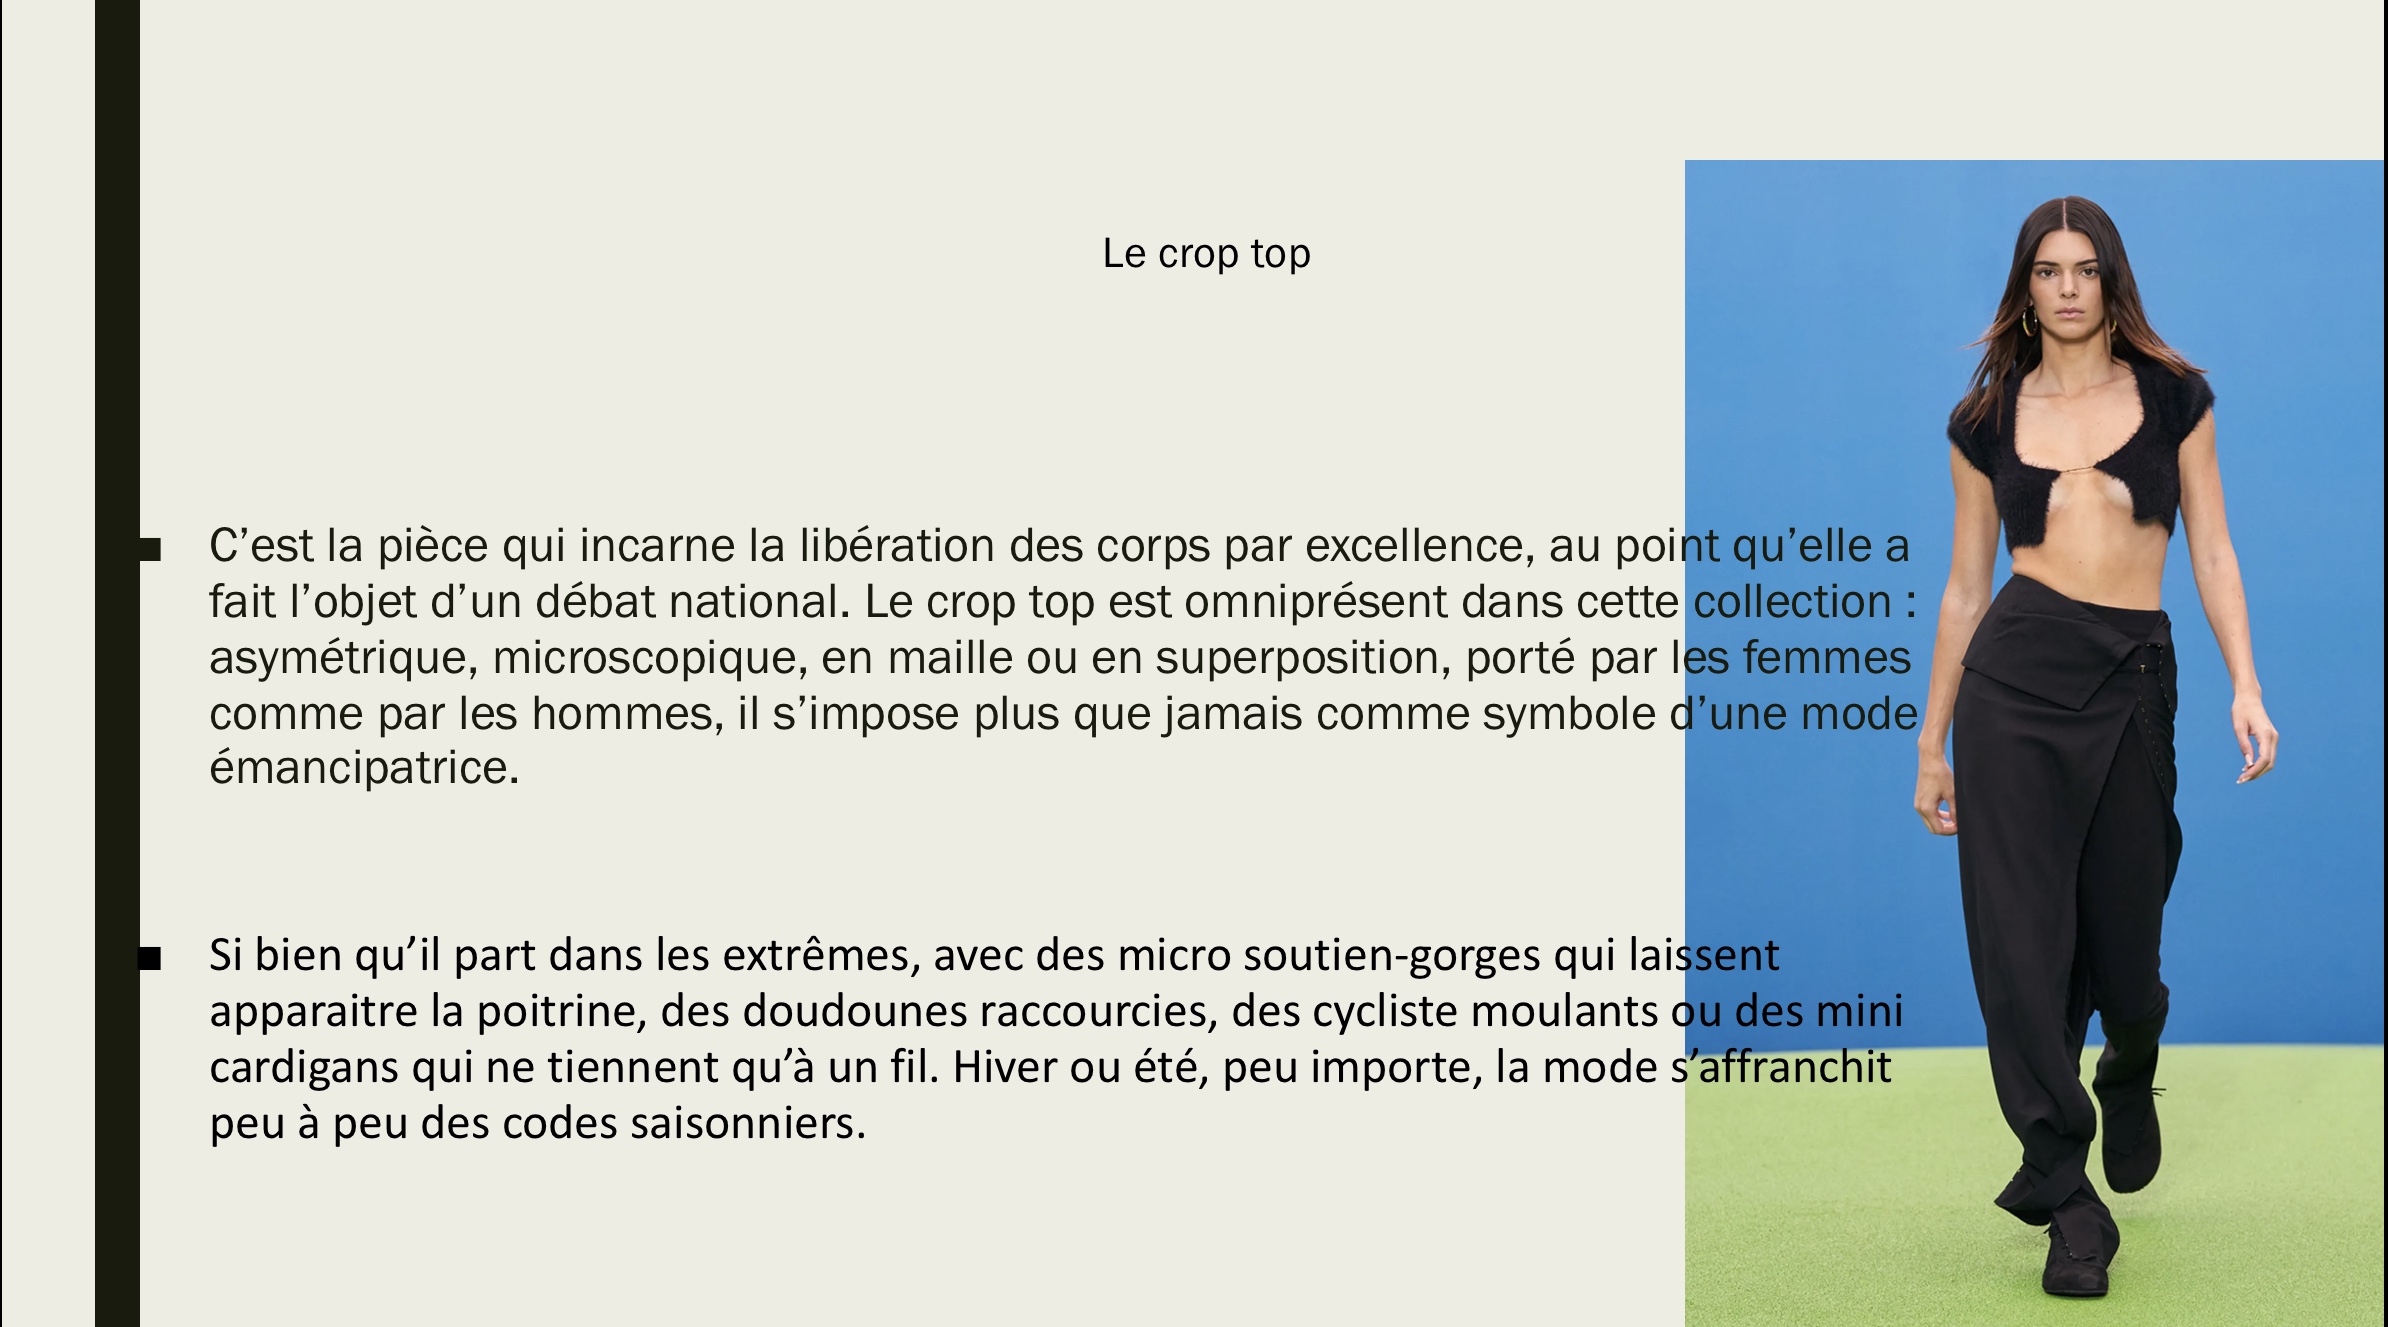 Le crop top
C’est la pièce qui incarne la libération des corps par excellence, au point qu’elle a
fait l’objet d’un débat national. Le crop top est omniprésent dans cette collection :
asymétrique, microscopique, en maille ou en superposition, porté par les femmes
comme par les hommes, il s’impose plus que jamais comme symbole d’une mode
émancipatrice.
Si bien qu’il part dans les extrêmes, avec des micro soutien-gorges qui laissent
apparaitre la poitrine, des doudounes raccourcies, des cycliste moulants ou des mini
cardigans qui ne tiennent qu’à un fil. Hiver ou été, peu importe, la mode s’affranchit
peu à peu des codes saisonniers.